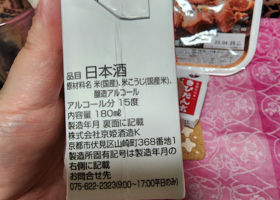 品目 日本酒
原材料名 米(国産)、米こうじ(国産米)、
醸造アルコール
アルコール分 15度
内容量 180㎖
製造年月 裏面に記載
株式会社京姫酒造K
京都市伏見区山崎町368番地1
製造所固有記号は製造年月の
右側に記載
お問合せ先
075-622-2323(9:00~17:00平日のみ)